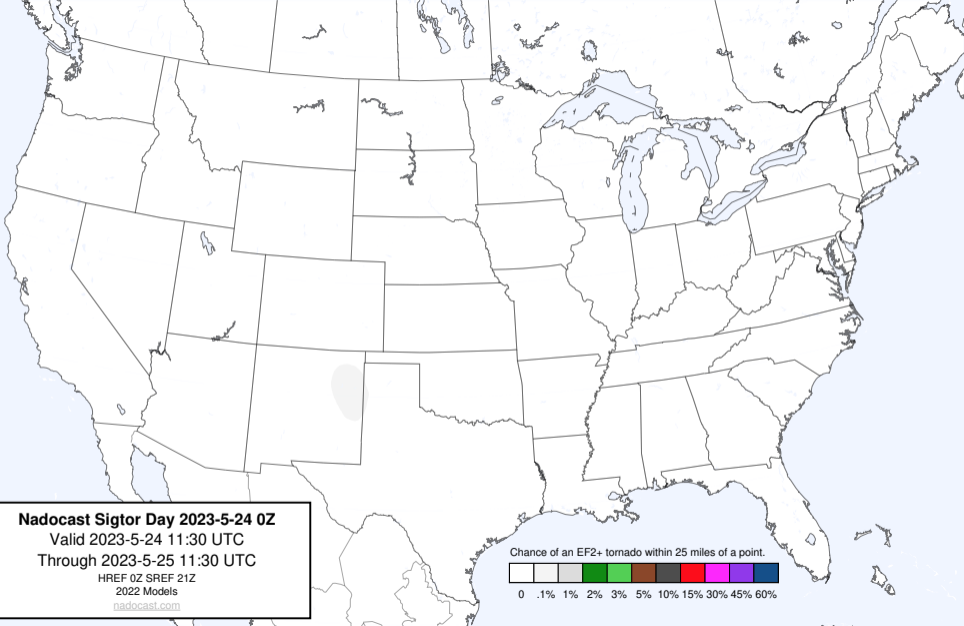 Nadocast Sigtor Day 2023-5-24 0Z
Valid 2023-5-24 11:30 UTC
Through 2023-5-25 11:30 UTC
HREF 0Z SREF 21Z
2022 Models
nadocast.com
Chance of an EF2+ tornado within 25 miles of a point.
0 .1% 1% 2% 3% 5% 10% 15% 30% 45% 60%